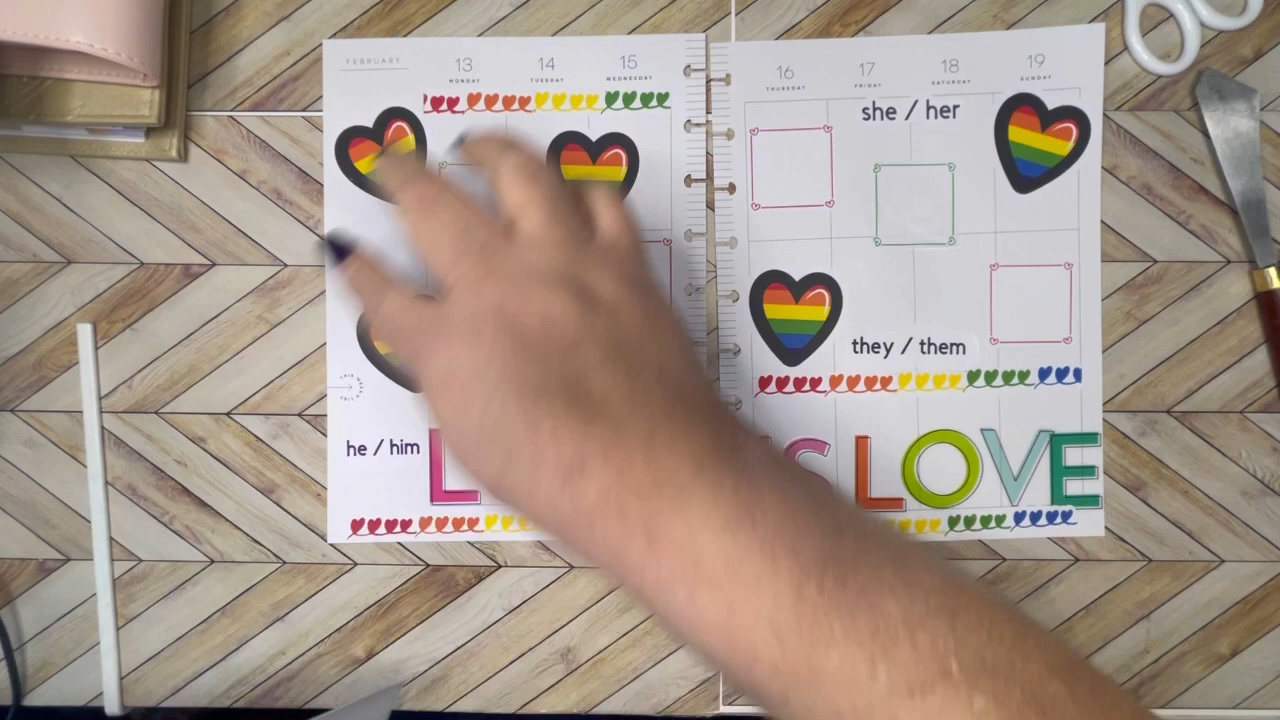 FEBRUARY
13
MONDAY
14
TUESDAY
15
WEDNESDAY
16
THURSDAY
17
FRIDAY
18
SATURDAY
19
SUNDAY
she / her
they / them
he / him
L
S LOVE